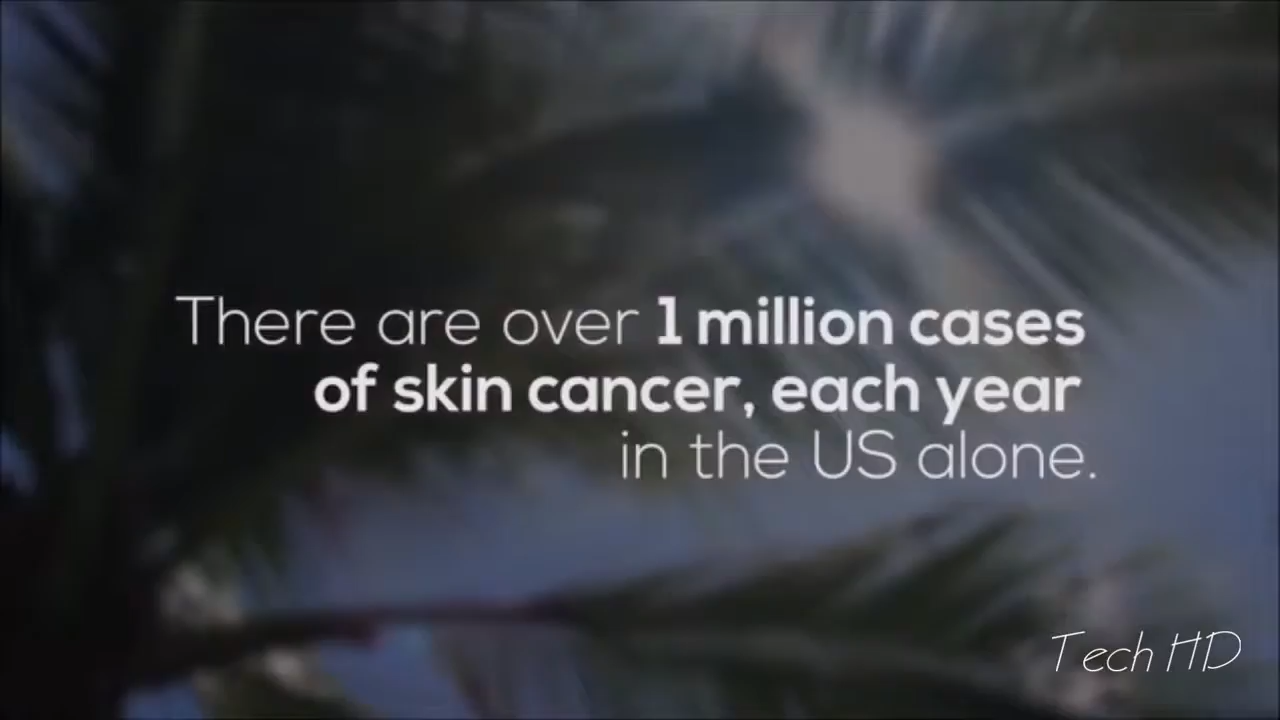 There are over 1 million cases
of skin cancer, each year
in the US alone.
Tech HD